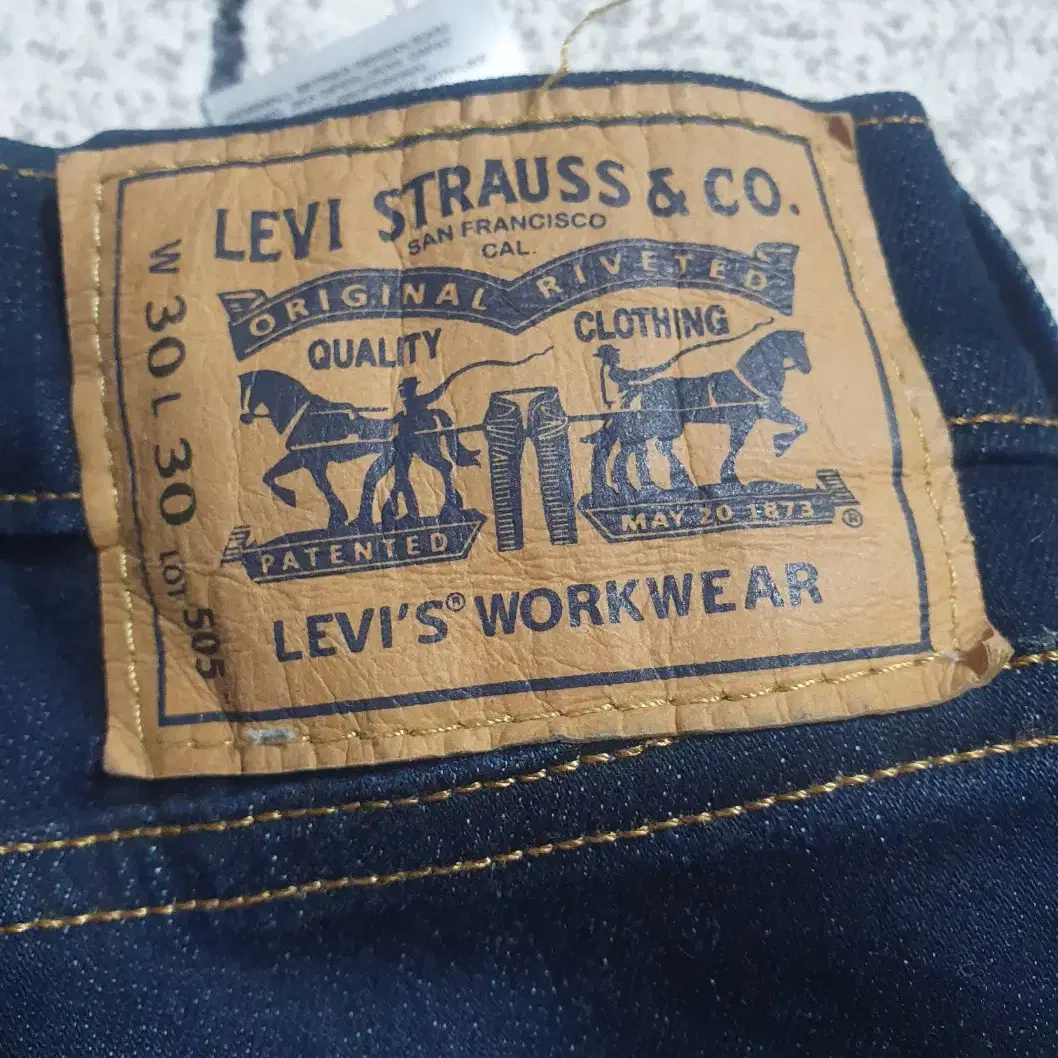 LEVI STRAUSS & CO.
SAN FRANCISCO
CAL.
ORIGINAL RIVETED
QUALITY CLOTHING
PATENTED MAY 20 1873 ®
LEVI'S® WORKWEAR
W 30 L 30 LOT 505